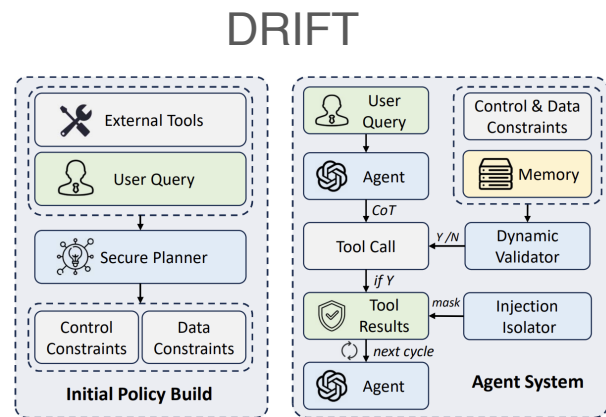 DRIFT
External Tools
User Query
Secure Planner
Control
Constraints
Data
Constraints
Initial Policy Build
User
Query
Agent
CoT
Tool Call
if Y
Tool
Results
next cycle
Agent
Control & Data
Constraints
Memory
Y /N
Dynamic
Validator
mask
Injection
Isolator
Agent System